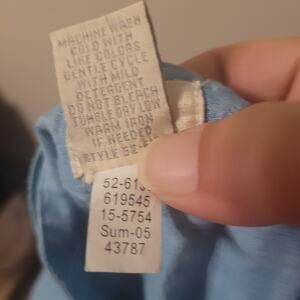 MACHINE WASH
COLD WITH
LIKE COLORS
GENTLE CYCLE
WITH MILD
DETERGENT
DO NOT BLEACH
TUMBLE DRY LOW
WARM IRON
IF NEEDED
STYLE 52-
52-61
619545
15-5754
Sum-05
43787